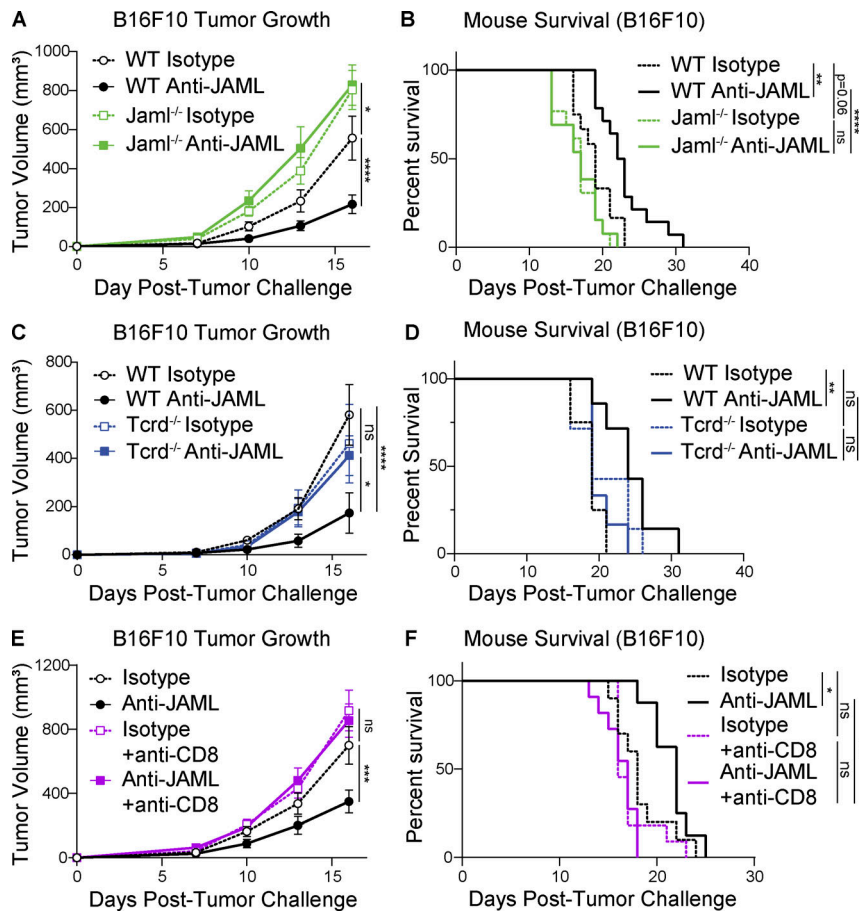 A
B16F10 Tumor Growth
Tumor Volume (mm³)
1000
800
600
400
200
0
0
5
10
15
Day Post-Tumor Challenge
WT Isotype
WT Anti-JAML
Jaml-/- Isotype
Jaml-/- Anti-JAML
*
****
B
Mouse Survival (B16F10)
Percent survival
100
50
0
0
10
20
30
40
Days Post-Tumor Challenge
WT Isotype
WT Anti-JAML
Jaml-/- Isotype
Jaml-/- Anti-JAML
**
p=0.06
ns
****
C
B16F10 Tumor Growth
Tumor Volume (mm³)
800
600
400
200
0
0
5
10
15
Days Post-Tumor Challenge
WT Isotype
WT Anti-JAML
Tcrd-/- Isotype
Tcrd-/- Anti-JAML
ns
*
****
D
Mouse Survival (B16F10)
Precent survival
100
50
0
0
10
20
30
40
Days Post-Tumor Challenge
WT Isotype
WT Anti-JAML
Tcrd-/- Isotype
Tcrd-/- Anti-JAML
**
ns
ns
ns
E
B16F10 Tumor Growth
Tumor Volume (mm³)
1200
800
400
0
0
5
10
15
Days Post-Tumor Challenge
Isotype
Anti-JAML
Isotype
+anti-CD8
Anti-JAML
+anti-CD8
ns
***
F
Mouse Survival (B16F10)
Percent survival
100
50
0
0
10
20
30
Days Post-Tumor Challenge
Isotype
Anti-JAML
Isotype
+anti-CD8
Anti-JAML
+anti-CD8
*
ns
ns